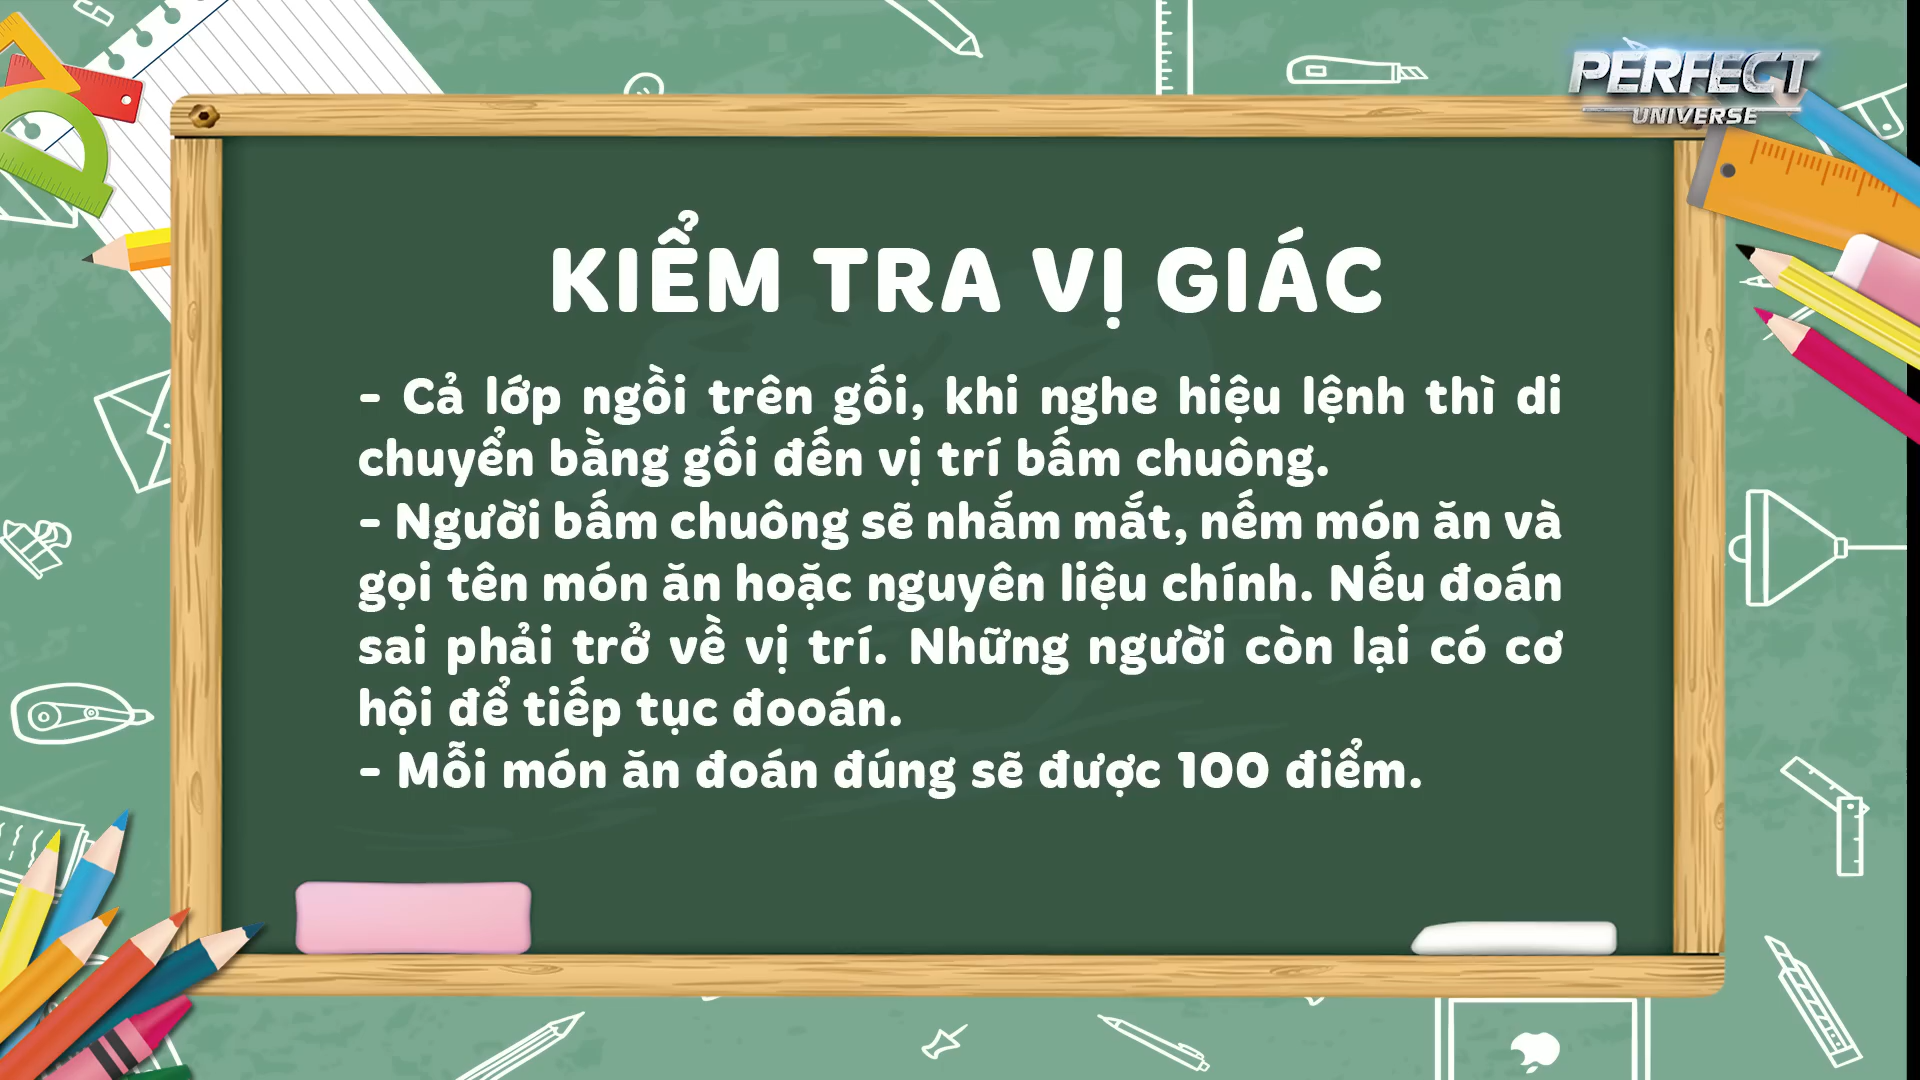 PERFECT
UNIVERSE
KIỂM TRA VỊ GIÁC
- Cả lớp ngồi trên gối, khi nghe hiệu lệnh thì di
chuyển bằng gối đến vị trí bấm chuông.
- Người bấm chuông sẽ nhắm mắt, nếm món ăn và
gọi tên món ăn hoặc nguyên liệu chính. Nếu đoán
sai phải trở về vị trí. Những người còn lại có cơ
hội để tiếp tục đooán.
- Mỗi món ăn đoán đúng sẽ được 100 điểm.